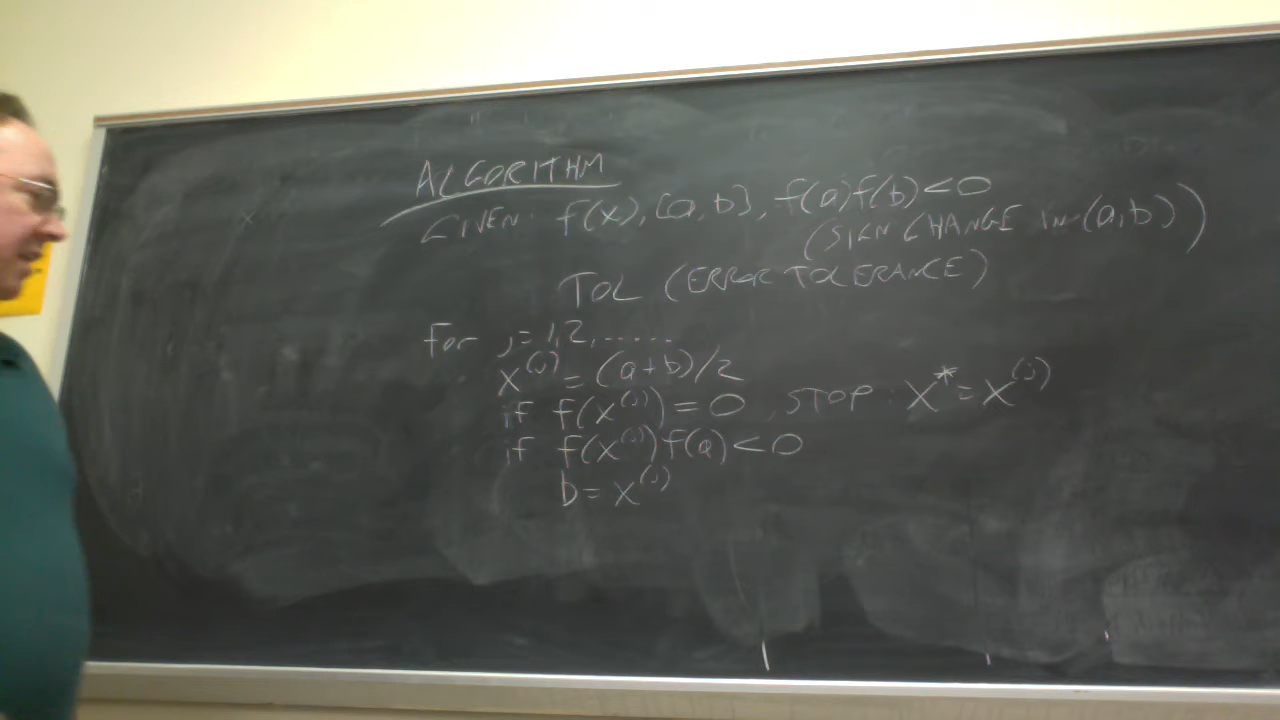 ALGORITHM
GIVEN: f(x), [a,b], f(a)f(b)<0
(SIGN CHANGE IN (a,b))
TOL (ERROR TOLERANCE)
For j=1,2,......
x^(j) = (a+b)/2
if f(x^(j)) = 0, STOP. x*=x^(j)
if f(x^(j))f(a)<0
b=x^(j)